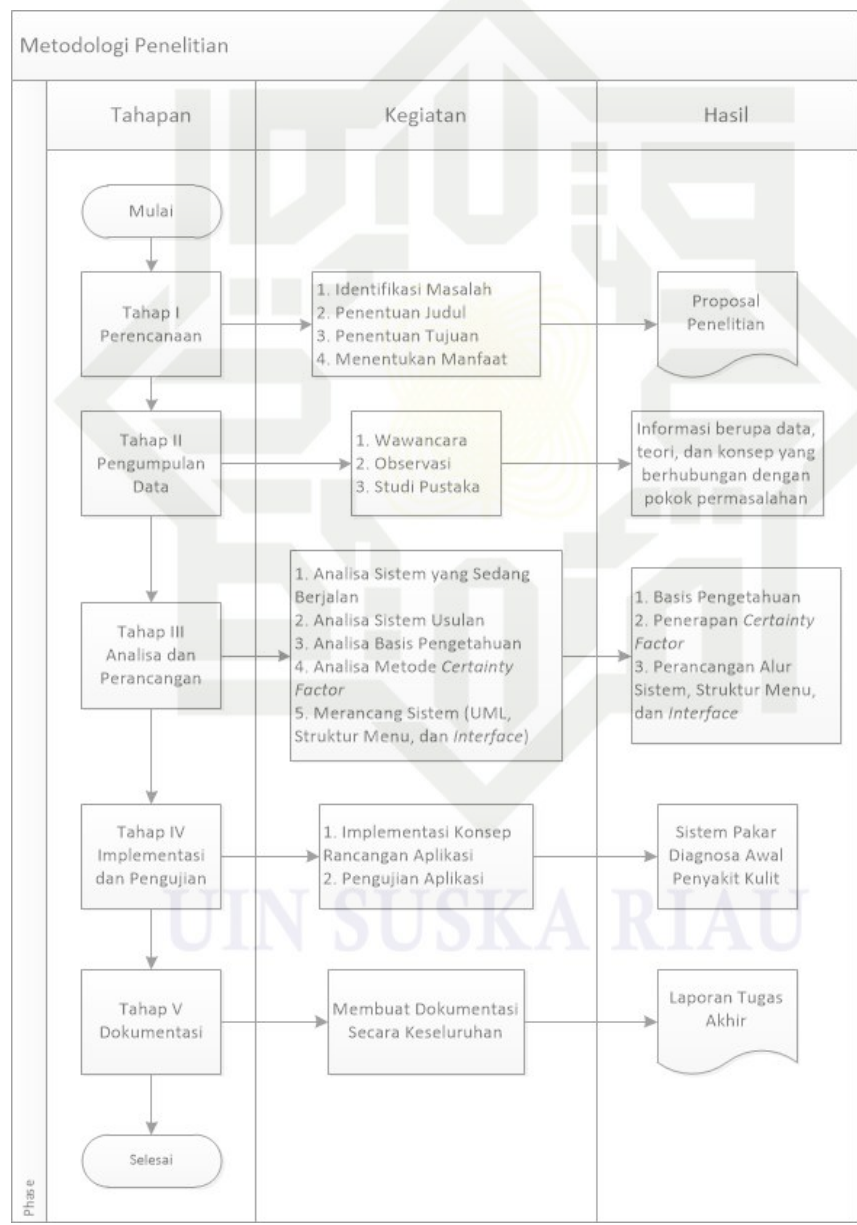 Metodologi Penelitian
Tahapan
Kegiatan
Hasil
Mulai
Tahap I
Perencanaan
1. Identifikasi Masalah
2. Penentuan Judul
3. Penentuan Tujuan
4. Menentukan Manfaat
Proposal
Penelitian
Tahap II
Pengumpulan
Data
1. Wawancara
2. Observasi
3. Studi Pustaka
Informasi berupa data,
teori, dan konsep yang
berhubungan dengan
pokok permasalahan
Tahap III
Analisa dan
Perancangan
1. Analisa Sistem yang Sedang
Berjalan
2. Analisa Sistem Usulan
3. Analisa Basis Pengetahuan
4. Analisa Metode Certainty
Factor
5. Merancang Sistem (UML,
Struktur Menu, dan Interface)
1. Basis Pengetahuan
2. Penerapan Certainty
Factor
3. Perancangan Alur
Sistem, Struktur Menu,
dan Interface
Tahap IV
Implementasi
dan Pengujian
1. Implementasi Konsep
Rancangan Aplikasi
2. Pengujian Aplikasi
Sistem Pakar
Diagnosa Awal
Penyakit Kulit
UIN SUSKA RIAU
Tahap V
Dokumentasi
Membuat Dokumentasi
Secara Keseluruhan
Laporan Tugas
Akhir
Selesai
Phase